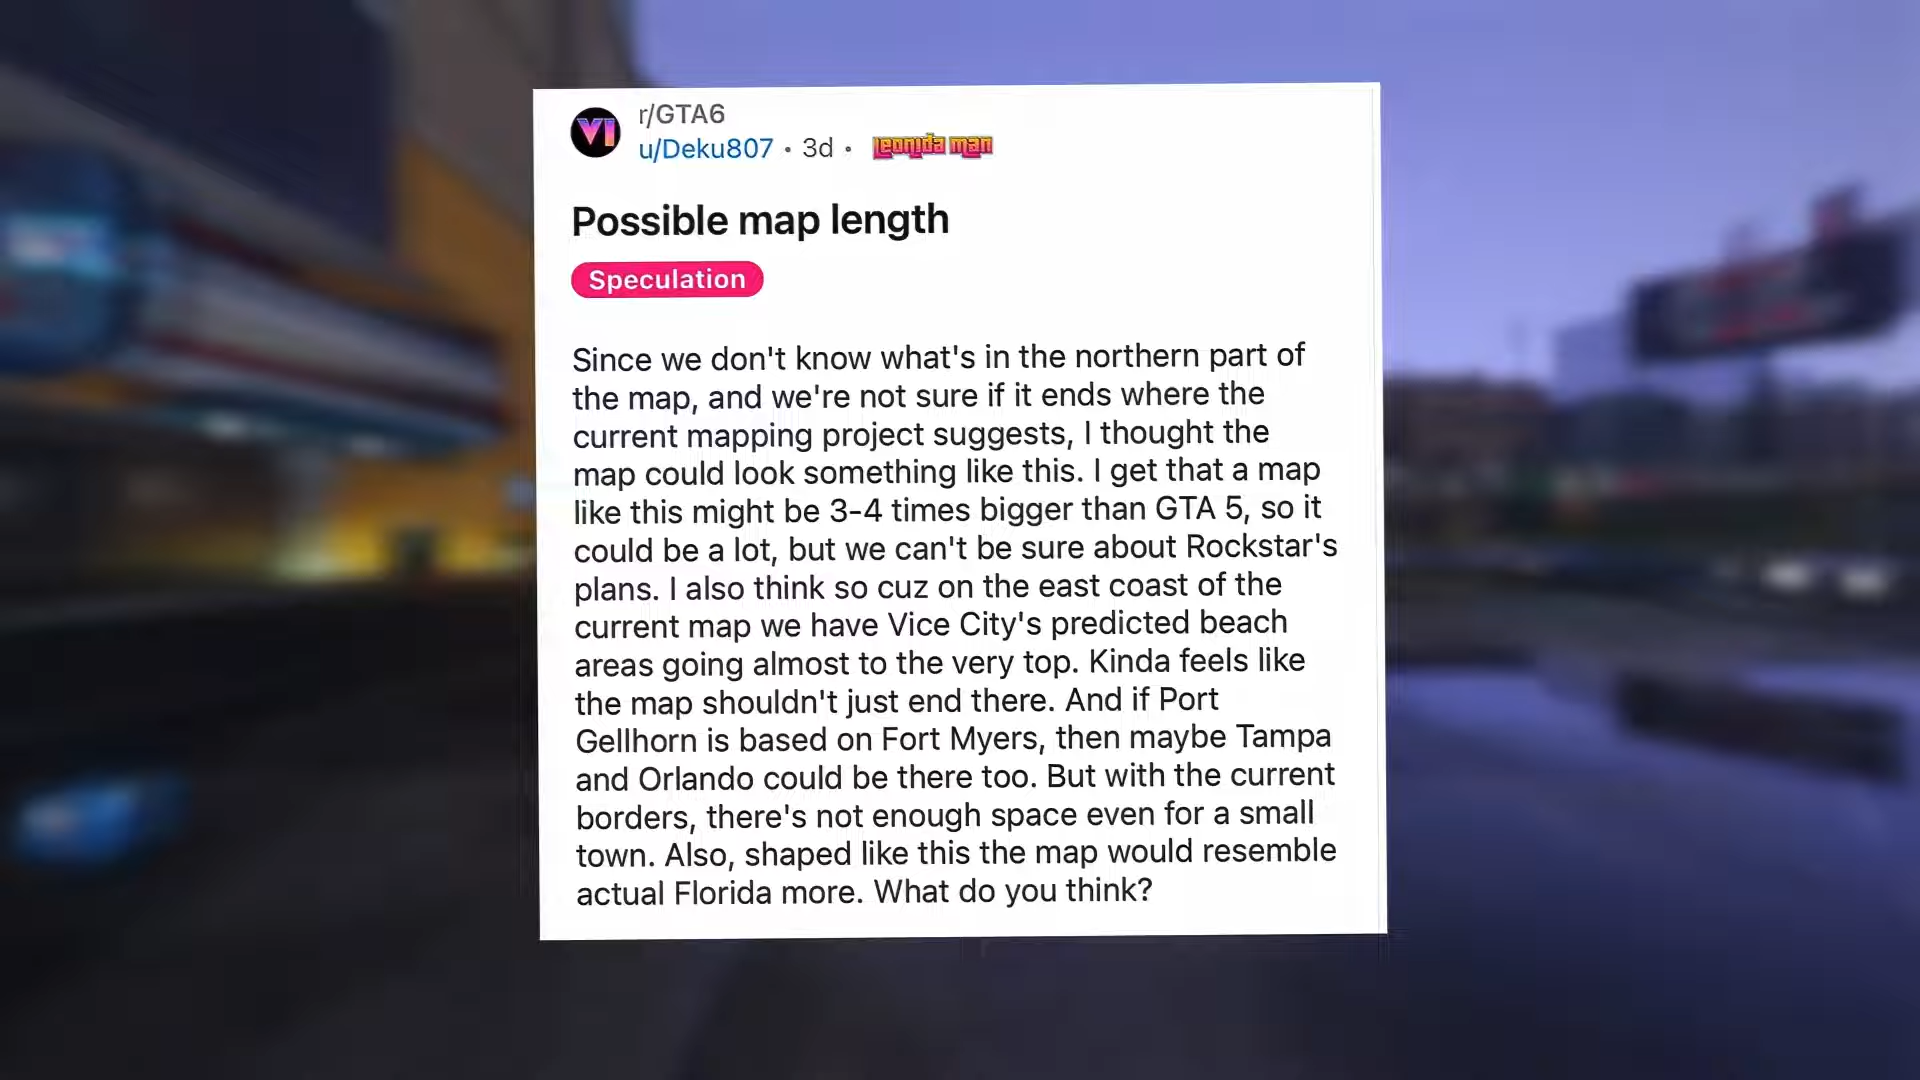 VI
r/GTA6
u/Deku807 • 3d • Leonida man
Possible map length
Speculation
Since we don't know what's in the northern part of
the map, and we're not sure if it ends where the
current mapping project suggests, I thought the
map could look something like this. I get that a map
like this might be 3-4 times bigger than GTA 5, so it
could be a lot, but we can't be sure about Rockstar's
plans. I also think so cuz on the east coast of the
current map we have Vice City's predicted beach
areas going almost to the very top. Kinda feels like
the map shouldn't just end there. And if Port
Gellhorn is based on Fort Myers, then maybe Tampa
and Orlando could be there too. But with the current
borders, there's not enough space even for a small
town. Also, shaped like this the map would resemble
actual Florida more. What do you think?